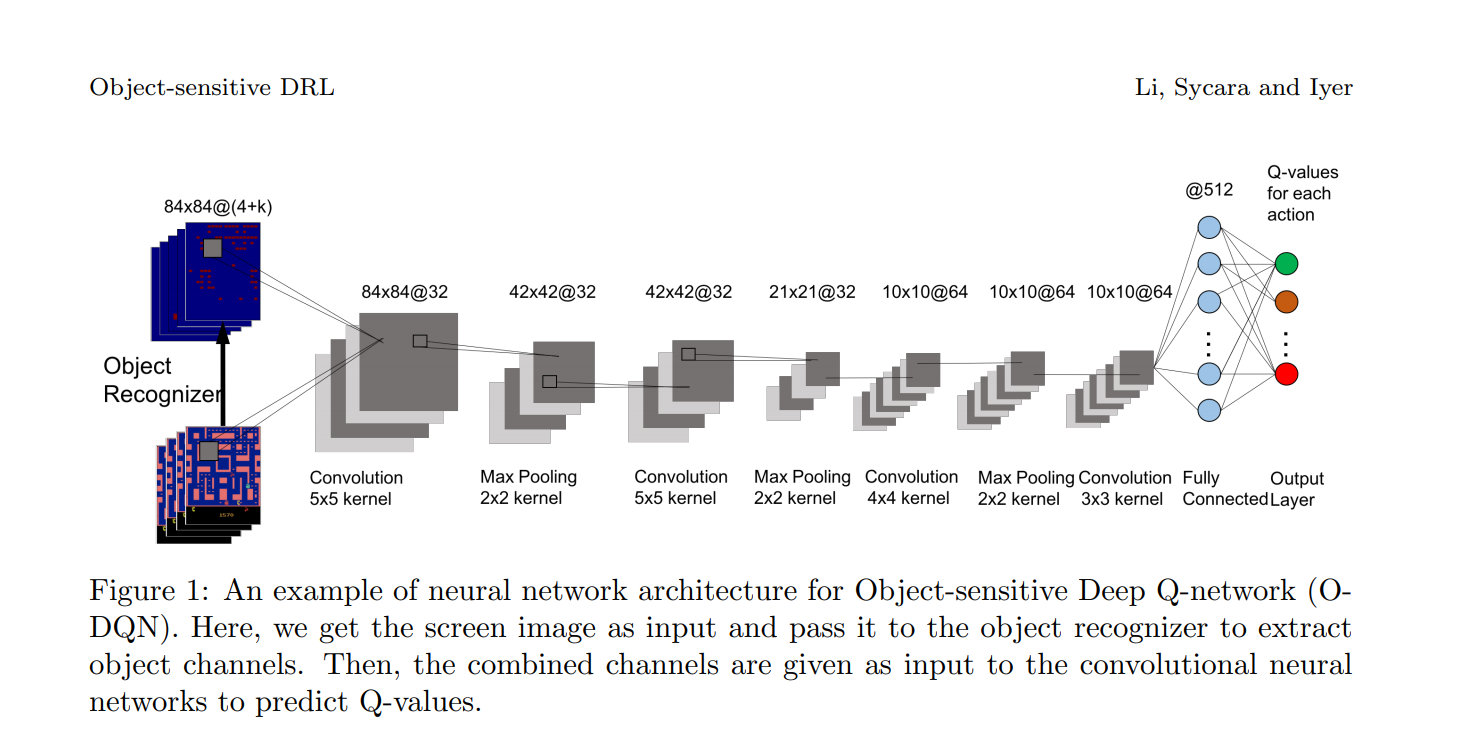 Object-sensitive DRL
Li, Sycara and Iyer
84x84@(4+k)
Object
Recognizer
84x84@32
42x42@32
42x42@32
21x21@32
10x10@64
10x10@64
10x10@64
@512
Q-values
for each
action
Convolution
5x5 kernel
Max Pooling
2x2 kernel
Convolution
5x5 kernel
Max Pooling
2x2 kernel
Convolution
4x4 kernel
Max Pooling
2x2 kernel
Convolution
3x3 kernel
Fully
Connected
Output
Layer
Figure 1: An example of neural network architecture for Object-sensitive Deep Q-network (O-
DQN). Here, we get the screen image as input and pass it to the object recognizer to extract
object channels. Then, the combined channels are given as input to the convolutional neural
networks to predict Q-values.